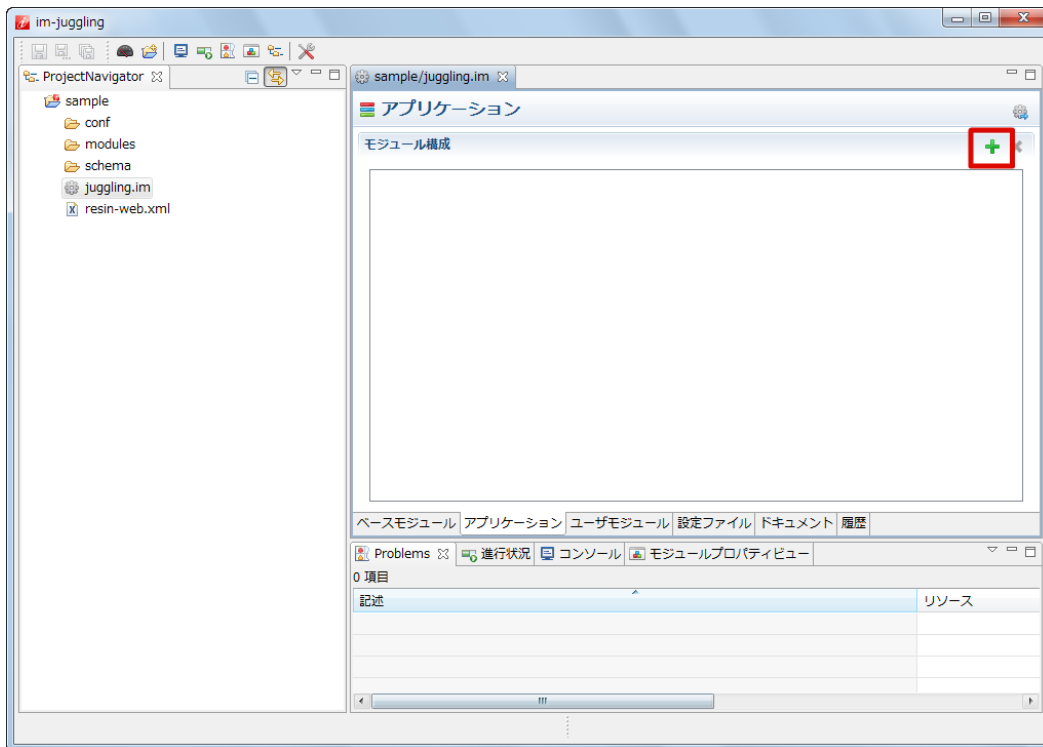 im-juggling
ProjectNavigator
sample
conf
modules
schema
juggling.im
resin-web.xml
sample/juggling.im
アプリケーション
モジュール構成
ベースモジュール アプリケーション ユーザモジュール 設定ファイル ドキュメント 履歴
Problems 進行状況 コンソール モジュールプロパティビュー
0 項目
記述 リソース